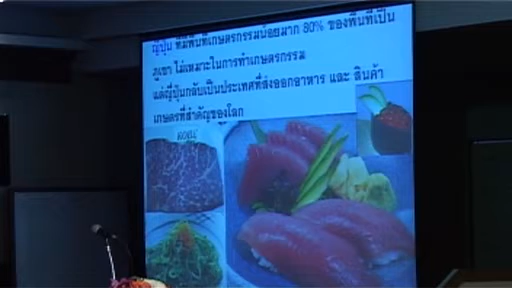 ญี่ปุ่น ที่มีพื้นที่เกษตรกรรมน้อยมาก 80% ของพื้นที่เป็น
ภูเขา ไม่เหมาะในการทำเกษตรกรรม
แต่ญี่ปุ่นกลับเป็นประเทศที่ส่งออกอาหาร และ สินค้า
เกษตรที่สำคัญของโลก
KOBE